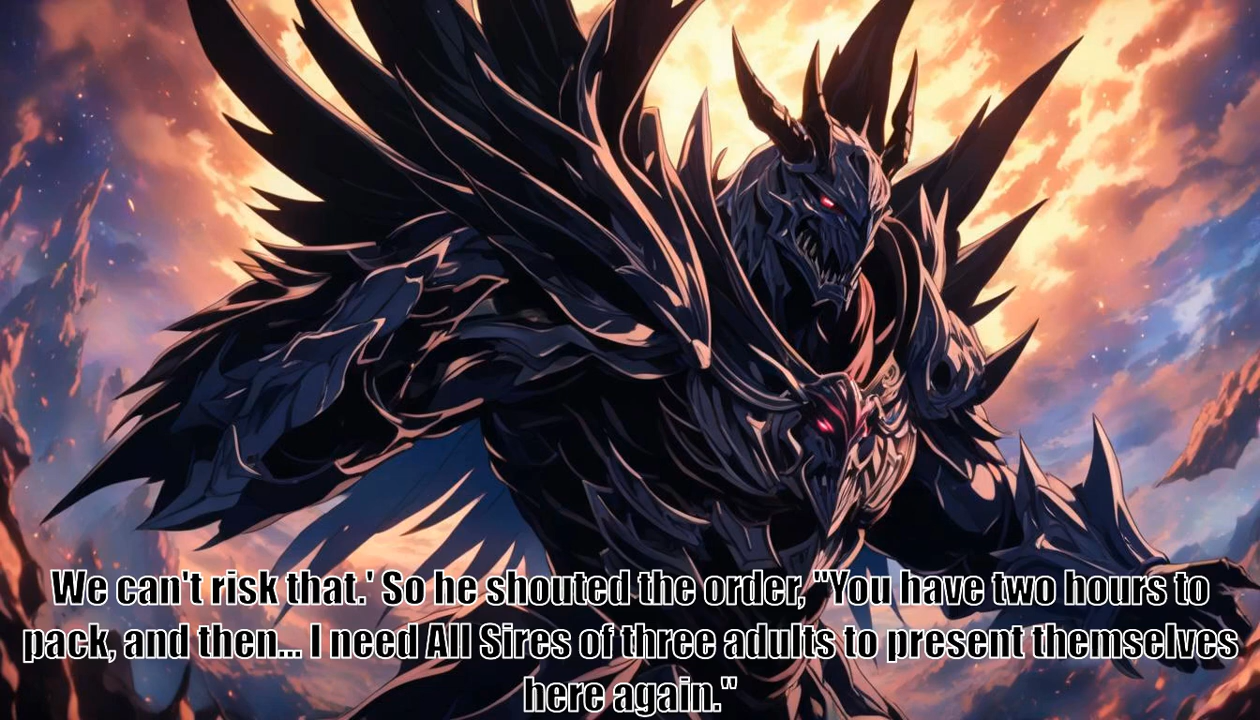 We can't risk that.' So he shouted the order, "You have two hours to
pack, and then... I need All Sires of three adults to present themselves
here again."